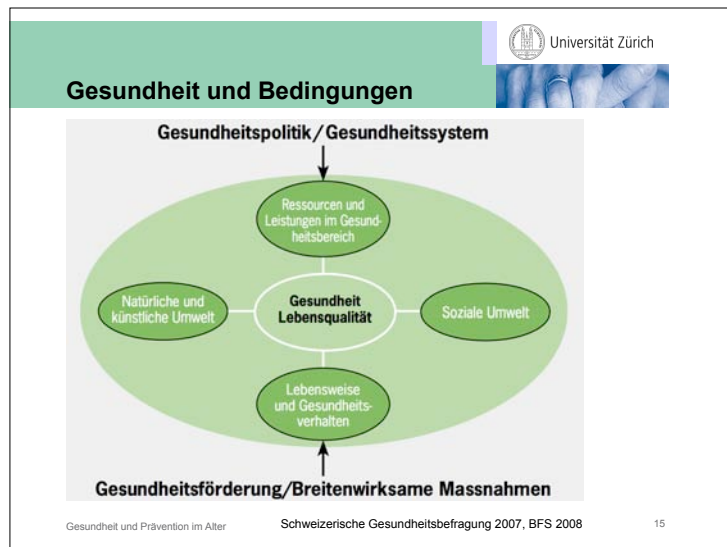 Universität Zürich
Gesundheit und Bedingungen
Gesundheitspolitik/Gesundheitssystem
Ressourcen und
Leistungen im Gesund-
heitsbereich
Natürliche und
künstliche Umwelt
Gesundheit
Lebensqualität
Soziale Umwelt
Lebensweise
und Gesundheits-
verhalten
Gesundheitsförderung/Breitenwirksame Massnahmen
Gesundheit und Prävention im Alter
Schweizerische Gesundheitsbefragung 2007, BFS 2008
15